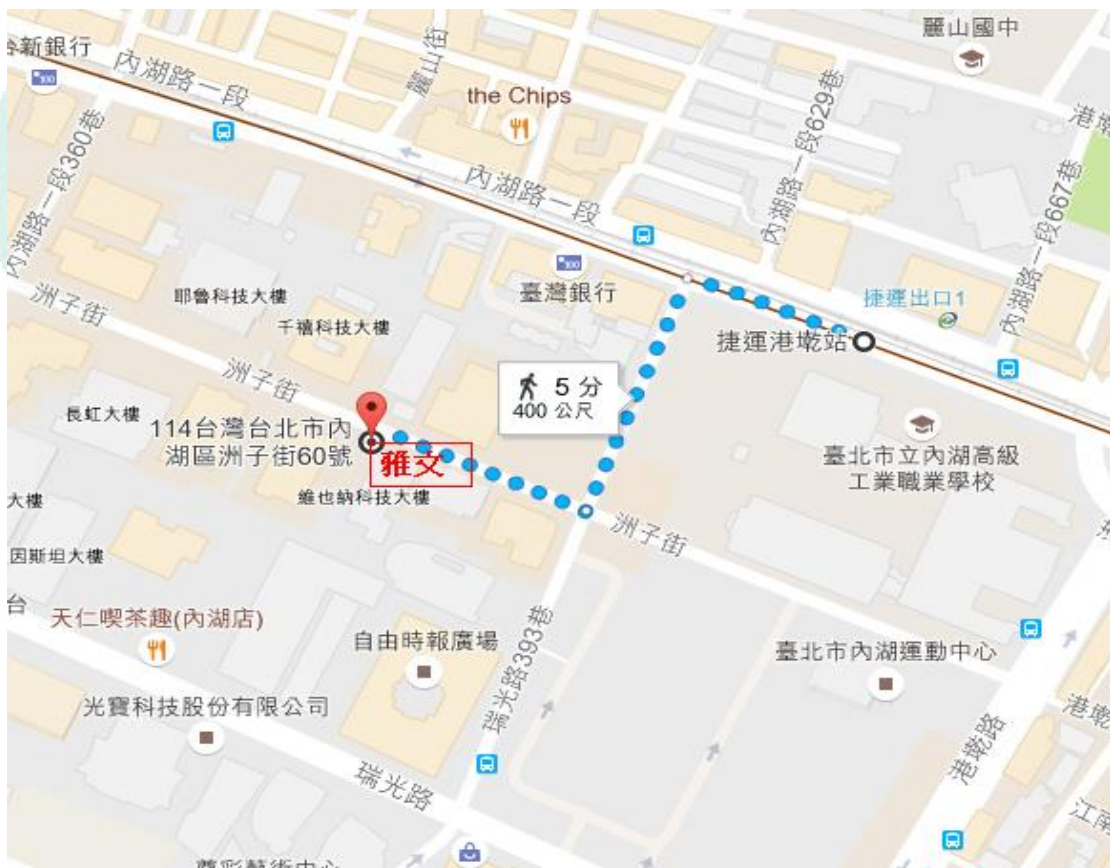 麗山國中
新銀行
內湖路一段
麗山街
the Chips
內湖路一段629巷
港墘
內湖路一段360巷
內湖路一段
內湖路一段667巷
臺灣銀行
捷運出口1
耶魯科技大樓
洲子街
千禧科技大樓
捷運港墘站
5 分
400 公尺
洲子街
長虹大樓
114台灣台北市內
湖區洲子街60號
雅文
臺北市立內湖高級
工業職業學校
維也納科技大樓
大樓
洲子街
因斯坦大樓
台
天仁喫茶趣(內湖店)
自由時報廣場
瑞光路393巷
臺北市內湖運動中心
光寶科技股份有限公司
港墘
港墘路
瑞光路
江南